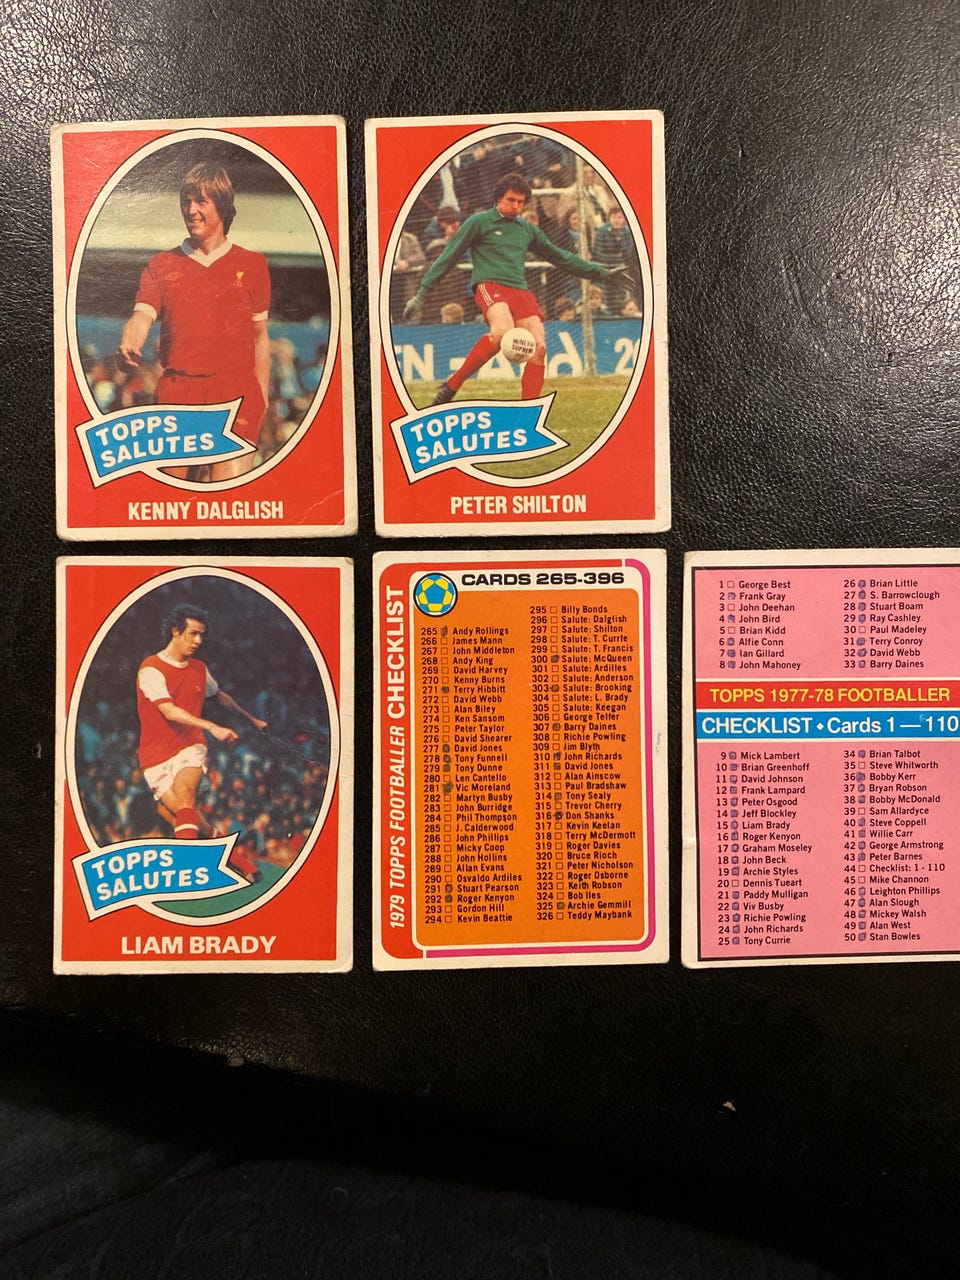 TOPPS
SALUTES
KENNY DALGLISH
TOPPS
SALUTES
PETER SHILTON
TOPPS
SALUTES
LIAM BRADY
1979 TOPPS FOOTBALLER CHECKLIST
CARDS 265-396
265 Andy Rollings
266 James Mann
267 John Middleton
268 Andy King
269 David Harvey
270 Kenny Burns
271 Terry Hibbitt
272 David Webb
273 Alan Biley
274 Ken Sansom
275 Peter Taylor
276 David Shearer
277 David Jones
278 Tony Funnell
279 Tony Dunne
280 Len Cantello
281 Vic Moreland
282 Martyn Busby
283 John Burridge
284 Phil Thompson
285 J. Calderwood
286 John Phillips
287 Micky Coop
288 John Hollins
289 Allan Evans
290 Osvaldo Ardiles
291 Stuart Pearson
292 Roger Kenyon
293 Gordon Hill
294 Kevin Beattie
295 Billy Bonds
296 Salute: Dalglish
297 Salute: Shilton
298 Salute: T. Currie
299 Salute: T. Francis
300 Salute: McQueen
301 Salute: Ardilles
302 Salute: Anderson
303 Salute: Brooking
304 Salute: L. Brady
305 Salute: Keegan
306 George Telfer
307 Barry Daines
308 Richie Powling
309 Jim Blyth
310 John Richards
311 David Jones
312 Alan Ainscow
313 Paul Bradshaw
314 Tony Sealy
315 Trevor Cherry
316 Don Shanks
317 Kevin Keelan
318 Terry McDermott
319 Roger Davies
320 Bruce Rioch
321 Peter Nicholson
322 Roger Osborne
323 Keith Robson
324 Bob Iles
325 Archie Gemmill
326 Teddy Maybank
1 George Best
2 Frank Gray
3 John Deehan
4 John Bird
5 Brian Kidd
6 Alfie Conn
7 Ian Gillard
8 John Mahoney
26 Brian Little
27 S. Barrowclough
28 Stuart Boam
29 Ray Cashley
30 Paul Madeley
31 Terry Conroy
32 David Webb
33 Barry Daines
TOPPS 1977-78 FOOTBALLER
CHECKLIST • Cards 1—110
9 Mick Lambert
10 Brian Greenhoff
11 David Johnson
12 Frank Lampard
13 Peter Osgood
14 Jeff Blockley
15 Liam Brady
16 Roger Kenyon
17 Graham Moseley
18 John Beck
19 Archie Styles
20 Dennis Tueart
21 Paddy Mulligan
22 Viv Busby
23 Richie Powling
24 John Richards
25 Tony Currie
34 Brian Talbot
35 Steve Whitworth
36 Bobby Kerr
37 Bryan Robson
38 Bobby McDonald
39 Sam Allardyce
40 Steve Coppell
41 Willie Carr
42 George Armstrong
43 Peter Barnes
44 Checklist: 1 - 110
45 Mike Channon
46 Leighton Phillips
47 Alan Slough
48 Mickey Walsh
49 Alan West
50 Stan Bowles